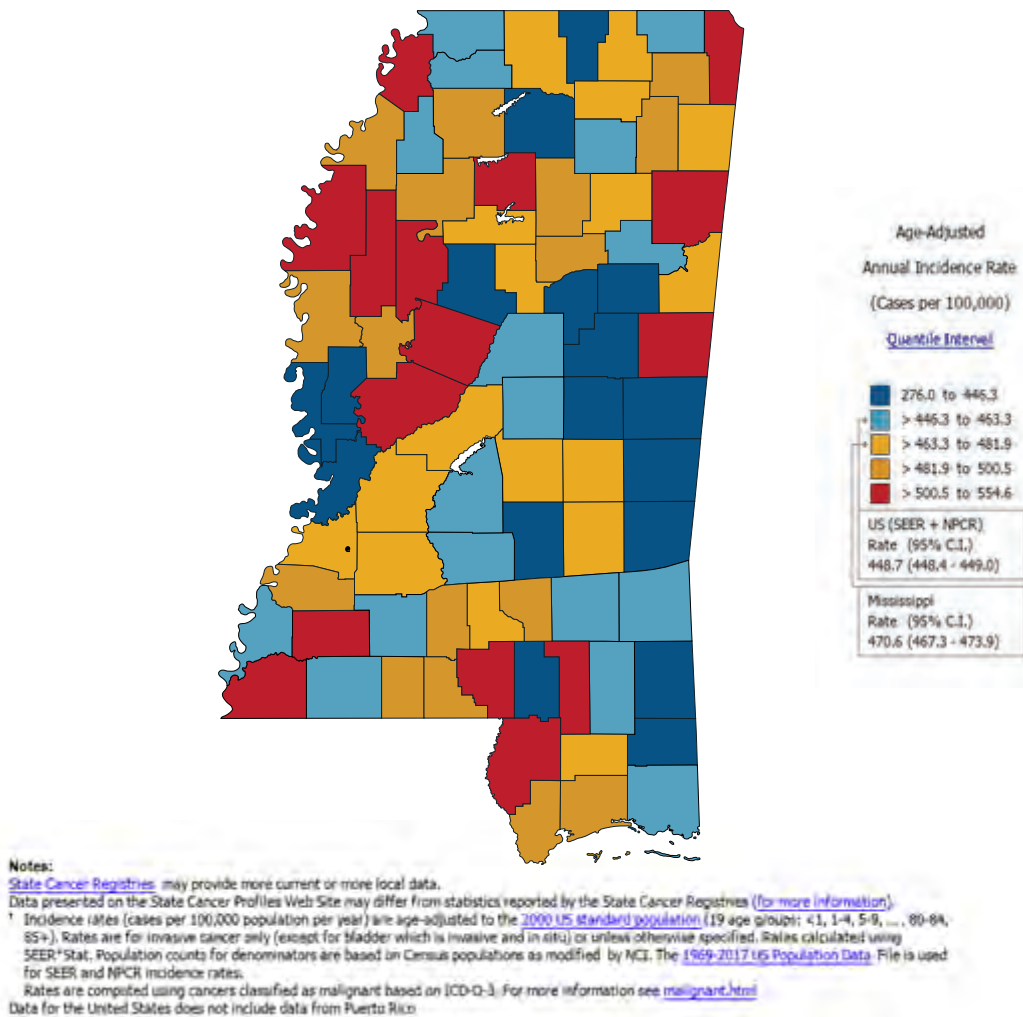 Age-Adjusted
Annual Incidence Rate
(Cases per 100,000)
Quantile Interval
276.0 to 446.3
> 446.3 to 463.3
> 463.3 to 481.9
> 481.9 to 500.5
> 500.5 to 554.6
US (SEER + NPCR)
Rate (95% C.I.)
448.7 (448.4 - 449.0)
Mississippi
Rate (95% C.I.)
470.6 (467.3 - 473.9)
Notes:
State Cancer Registries may provide more current or more local data.
Data presented on the State Cancer Profiles Web Site may differ from statistics reported by the State Cancer Registries (for more information).
† Incidence rates (cases per 100,000 population per year) are age-adjusted to the 2000 US standard population (19 age groups: <1, 1-4, 5-9, ... , 80-84,
85+). Rates are for invasive cancer only (except for bladder which is invasive and in situ) or unless otherwise specified. Rates calculated using
SEER*Stat. Population counts for denominators are based on Census populations as modified by NCI. The 1969-2017 US Population Data File is used
for SEER and NPCR incidence rates.
Rates are computed using cancers classified as malignant based on ICD-O-3. For more information see malignant.html
Data for the United States does not include data from Puerto Rico